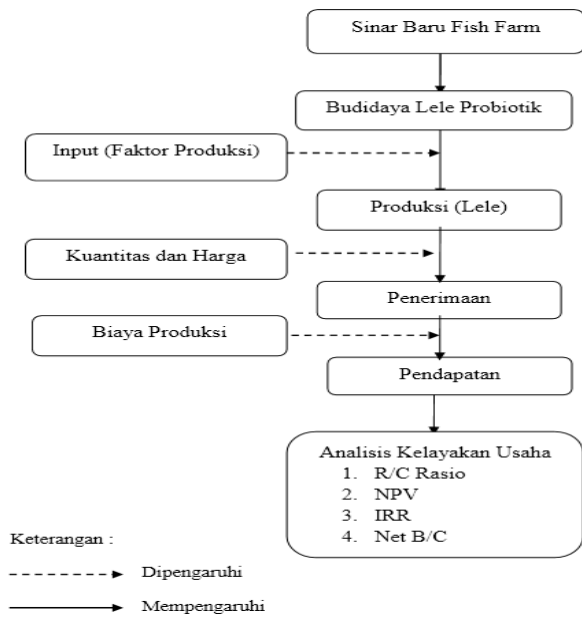 Sinar Baru Fish Farm
Budidaya Lele Probiotik
Input (Faktor Produksi)
Produksi (Lele)
Kuantitas dan Harga
Penerimaan
Biaya Produksi
Pendapatan
Analisis Kelayakan Usaha
1. R/C Rasio
2. NPV
3. IRR
4. Net B/C
Keterangan :
Dipengaruhi
Mempengaruhi